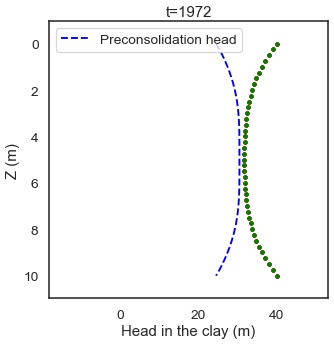 t=1972
Preconsolidation head
0
2
4
6
8
10
Z (m)
0
20
40
Head in the clay (m)